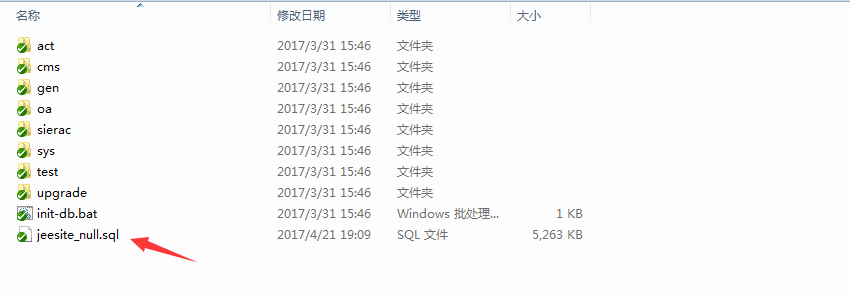 名称 修改日期 类型 大小
act 2017/3/31 15:46 文件夹
cms 2017/3/31 15:46 文件夹
gen 2017/3/31 15:46 文件夹
oa 2017/3/31 15:46 文件夹
sierac 2017/3/31 15:46 文件夹
sys 2017/3/31 15:46 文件夹
test 2017/3/31 15:46 文件夹
upgrade 2017/3/31 15:46 文件夹
init-db.bat 2017/3/31 15:46 Windows 批处理... 1 KB
jeesite_null.sql 2017/4/21 19:09 SQL 文件 5,263 KB